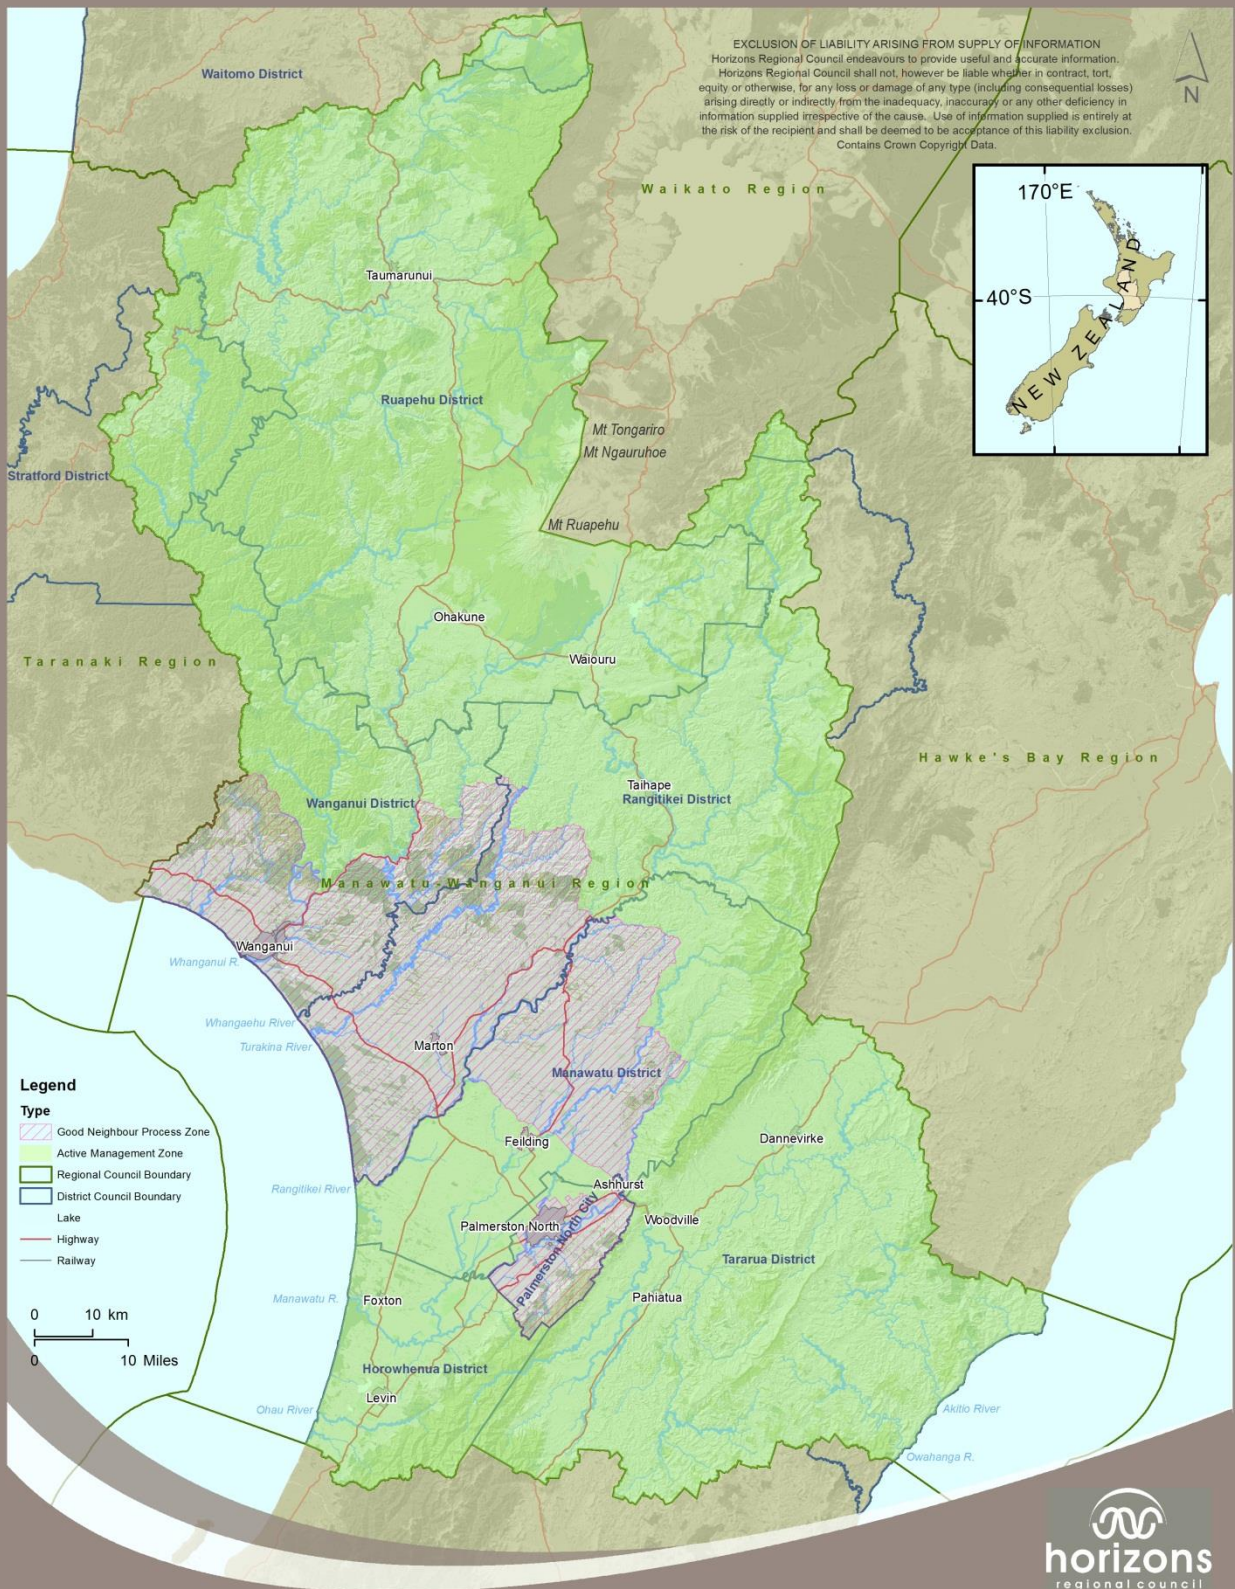 EXCLUSION OF LIABILITY ARISING FROM SUPPLY OF INFORMATION
Horizons Regional Council endeavours to provide useful and accurate information.
Horizons Regional Council shall not, however be liable whether in contract, tort,
equity or otherwise, for any loss or damage of any type (including consequential losses)
arising directly or indirectly from the inadequacy, inaccuracy or any other deficiency in
information supplied irrespective of the cause. Use of information supplied is entirely at
the risk of the recipient and shall be deemed to be acceptance of this liability exclusion.
Contains Crown Copyright Data.
N
Waitomo District
Waikato Region
170°E
40°S
NEW ZEALAND
Taumarunui
Ruapehu District
Mt Tongariro
Mt Ngauruhoe
Stratford District
Mt Ruapehu
Ohakune
Waiouru
Taranaki Region
Hawke's Bay Region
Taihape
Rangitikei District
Wanganui District
Manawatu-Wanganui Region
Wanganui
Whanganui R.
Whangaehu River
Turakina River
Marton
Manawatu District
Legend
Type
Good Neighbour Process Zone
Active Management Zone
Regional Council Boundary
District Council Boundary
Lake
Highway
Railway
Feilding
Dannevirke
Ashhurst
Rangitikei River
Palmerston North
Palmerston North City
Woodville
Tararua District
Manawatu R.
Foxton
Pahiatua
0 10 km
0 10 Miles
Horowhenua District
Levin
Ohau River
Akitio River
Owahanga R.
horizons
regional council